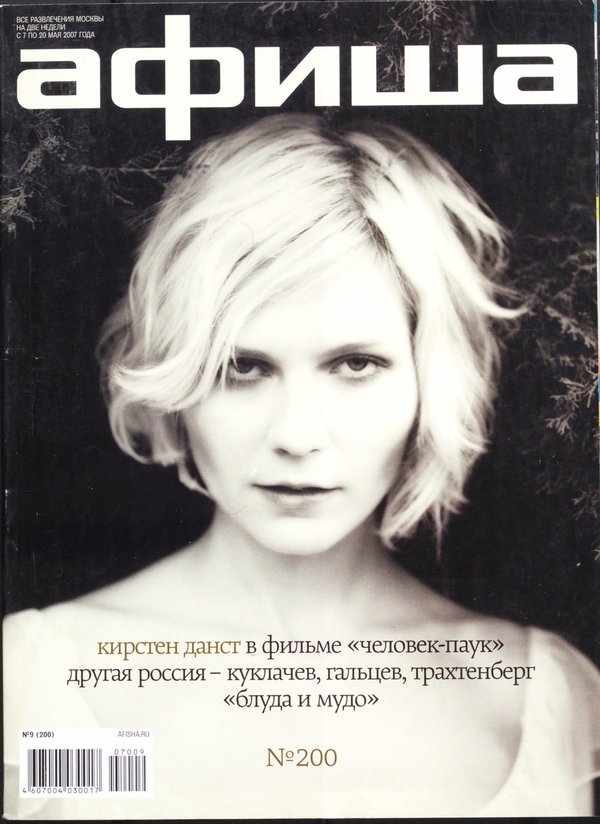 ВСЕ РАЗВЛЕЧЕНИЯ МОСКВЫ
НА ДВЕ НЕДЕЛИ
С 7 ПО 20 МАЯ 2007 ГОДА
афиша
кирстен данст в фильме «человек-паук»
другая россия – куклачев, гальцев, трахтенберг
«блуда и мудо»
№200
№9 (200)
AFISHA.RU
07009
4 607004 030017